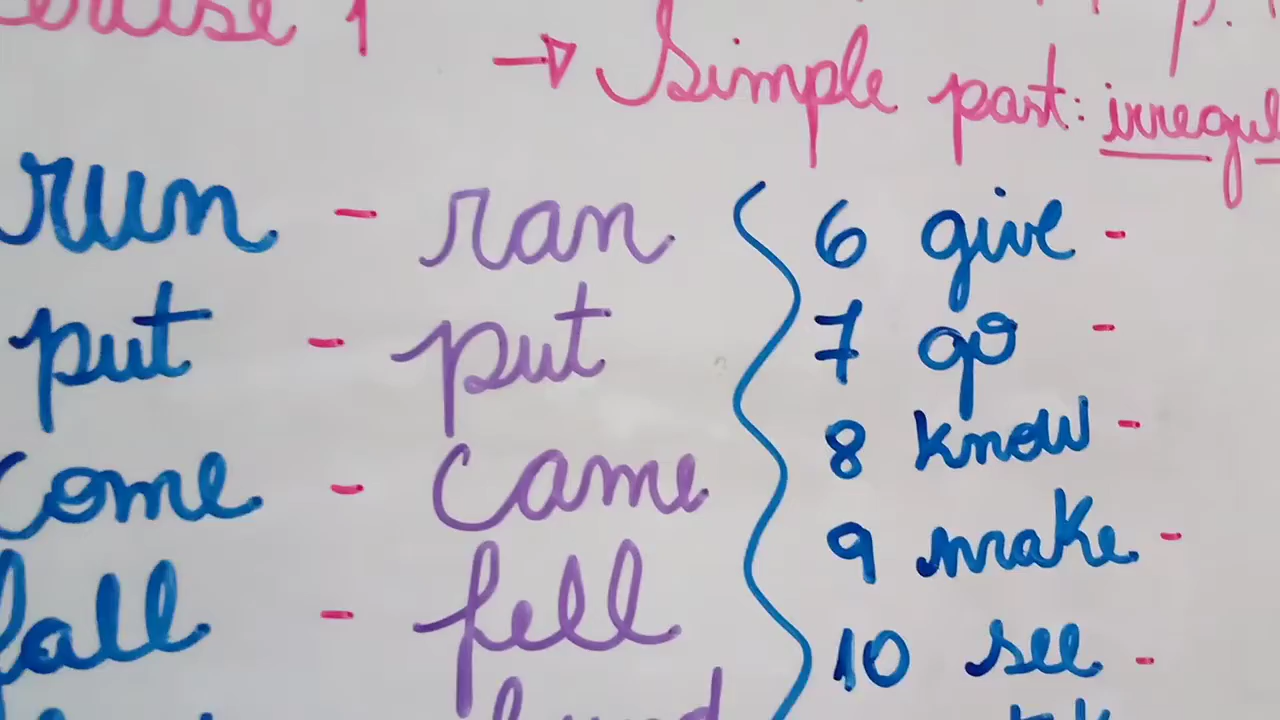 1
→ Simple past: irregul
run - ran
put - put
come - came
fall - fell
6 give -
7 go -
8 know -
9 make -
10 see -